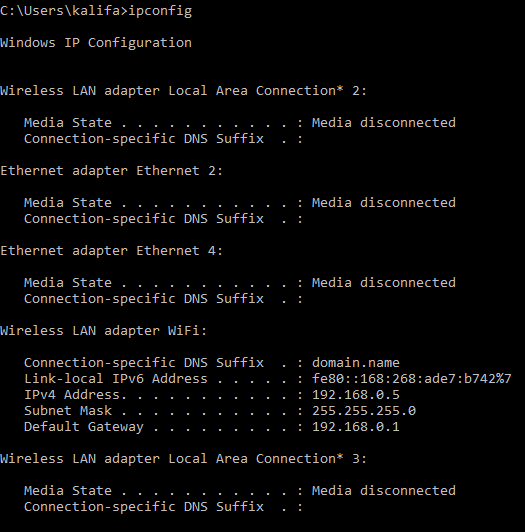 C:\Users\kalifa>ipconfig
Windows IP Configuration
Wireless LAN adapter Local Area Connection* 2:
Media State . . . . . . . . . . . : Media disconnected
Connection-specific DNS Suffix  . :
Ethernet adapter Ethernet 2:
Media State . . . . . . . . . . . : Media disconnected
Connection-specific DNS Suffix  . :
Ethernet adapter Ethernet 4:
Media State . . . . . . . . . . . : Media disconnected
Connection-specific DNS Suffix  . :
Wireless LAN adapter WiFi:
Connection-specific DNS Suffix  . : domain.name
Link-local IPv6 Address . . . . . : fe80::168:268:ade7:b742%7
IPv4 Address. . . . . . . . . . . : 192.168.0.5
Subnet Mask . . . . . . . . . . . : 255.255.255.0
Default Gateway . . . . . . . . . : 192.168.0.1
Wireless LAN adapter Local Area Connection* 3:
Media State . . . . . . . . . . . : Media disconnected
Connection-specific DNS Suffix  . :